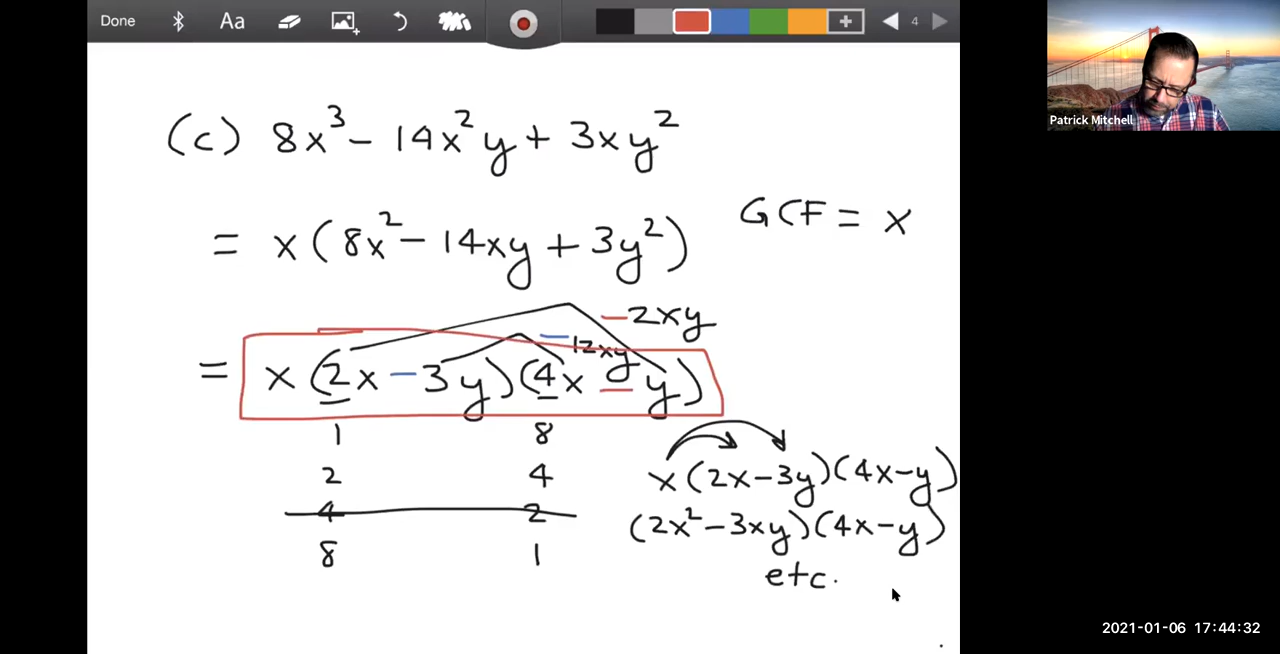 Done Aa 4
Patrick Mitchell
(c) 8x³ - 14x²y + 3xy²
= x(8x² - 14xy + 3y²) GCF = x
-2xy
-12xy
= x(2x - 3y)(4x - y)
1 8
2 4
4 2
8 1
x(2x-3y)(4x-y)
(2x²-3xy)(4x-y)
etc.
2021-01-06 17:44:32